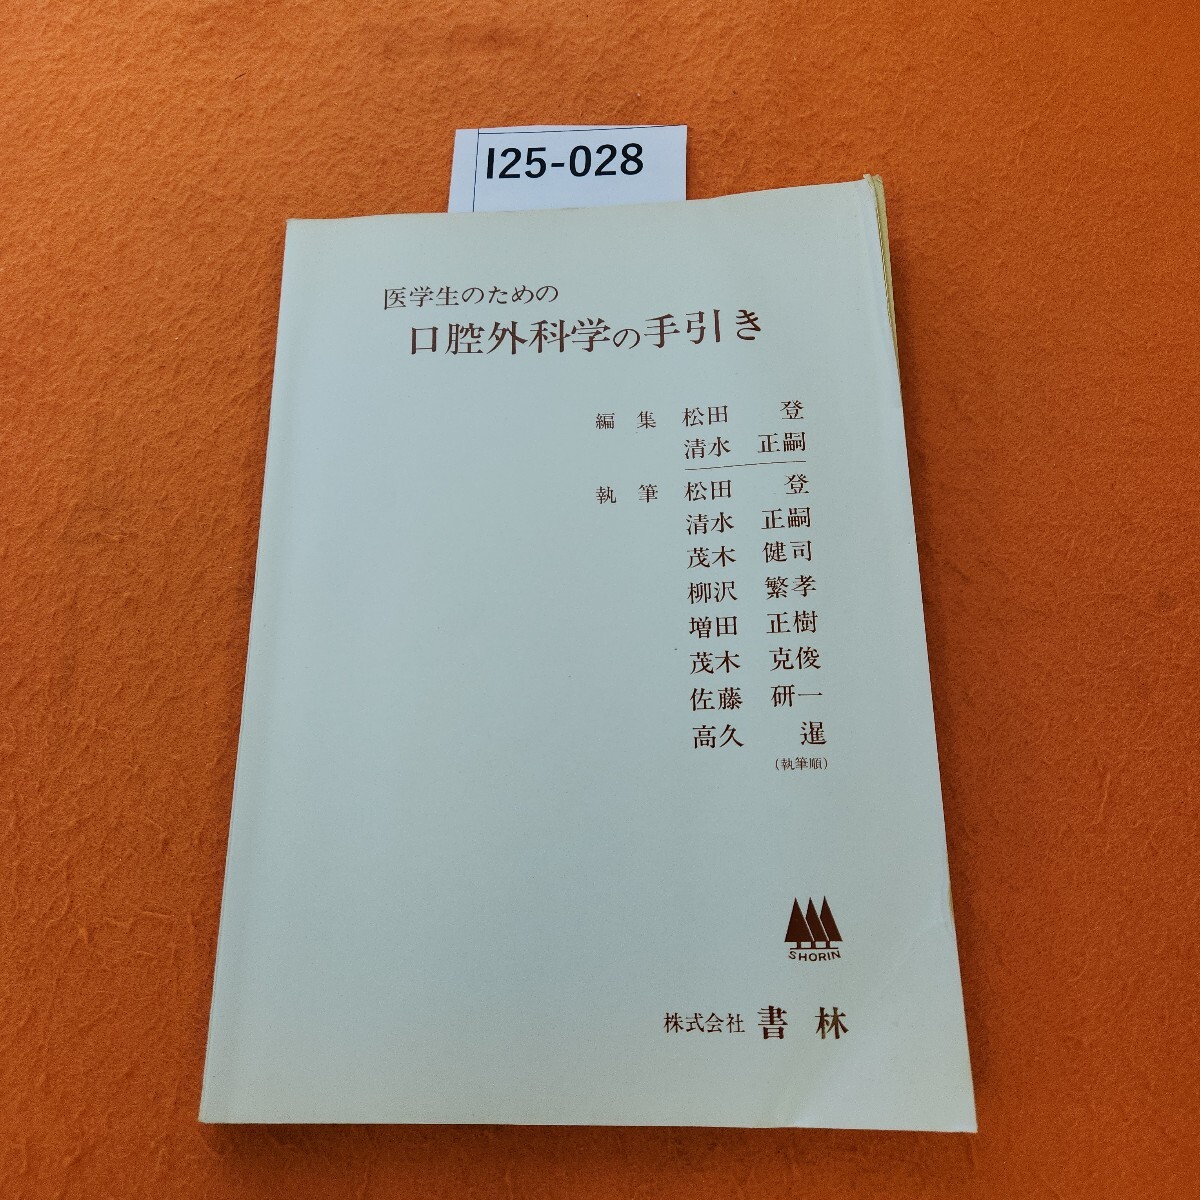 I25-028
医学生のための
口腔外科学の手引き
編 集 松田 登
清水 正嗣
執 筆 松田 登
清水 正嗣
茂木 健司
柳沢 繁孝
増田 正樹
茂木 克俊
佐藤 研一
高久 暹
(執筆順)
SHORIN
株式会社 書 林